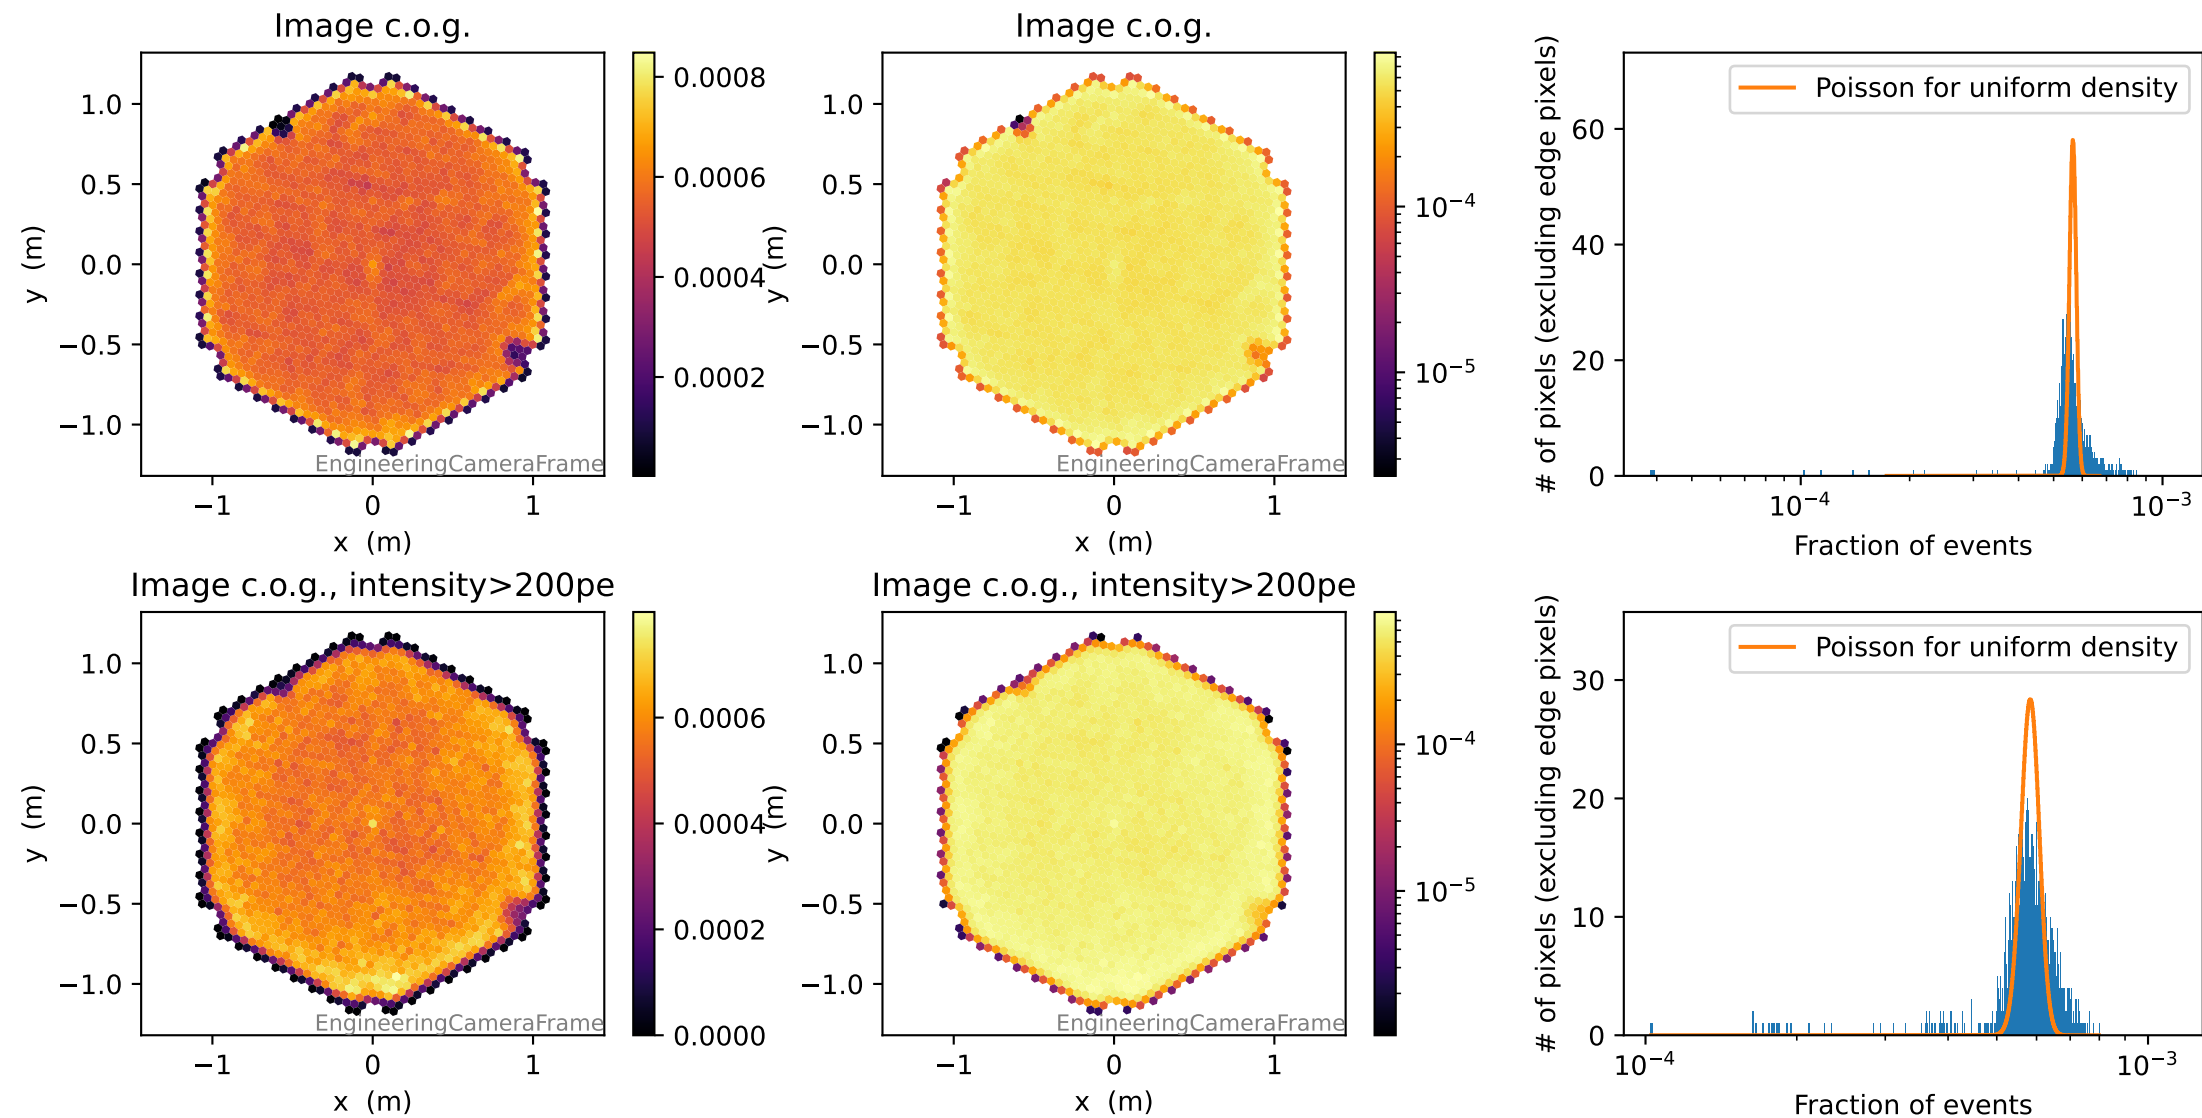 Image c.o.g.
1.0
0.5
0.0
−0.5
−1.0
y (m)
−1
0
1
x (m)
EngineeringCameraFrame
0.0008
0.0006
0.0004
0.0002
Image c.o.g.
1.0
0.5
0.0
−0.5
−1.0
y (m)
−1
0
1
x (m)
EngineeringCameraFrame
10⁻⁴
10⁻⁵
# of pixels (excluding edge pixels)
60
40
20
0
Poisson for uniform density
10⁻⁴
10⁻³
Fraction of events
Image c.o.g., intensity>200pe
1.0
0.5
0.0
−0.5
−1.0
y (m)
−1
0
1
x (m)
EngineeringCameraFrame
0.0006
0.0004
0.0002
0.0000
Image c.o.g., intensity>200pe
1.0
0.5
0.0
−0.5
−1.0
y (m)
−1
0
1
x (m)
EngineeringCameraFrame
10⁻⁴
10⁻⁵
# of pixels (excluding edge pixels)
30
20
10
0
Poisson for uniform density
10⁻⁴
10⁻³
Fraction of events